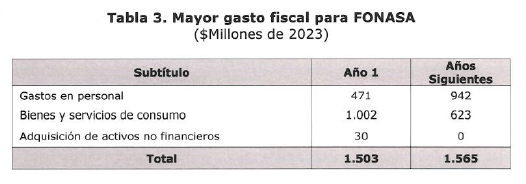 Tabla 3. Mayor gasto fiscal para FONASA
($Millones de 2023)
Subtítulo Año 1 Años Siguientes
Gastos en personal 471 942
Bienes y servicios de consumo 1.002 623
Adquisición de activos no financieros 30 0
Total 1.503 1.565